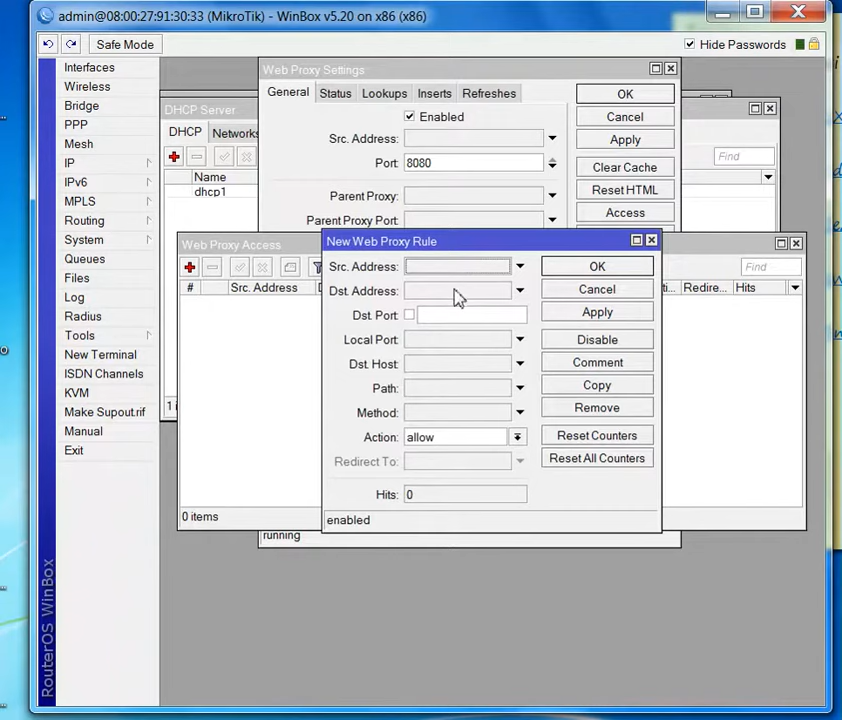 admin@08:00:27:91:30:33 (MikroTik) - WinBox v5.20 on x86 (x86)
Safe Mode
Hide Passwords
Interfaces
Wireless
Bridge
PPP
Mesh
IP
IPv6
MPLS
Routing
System
Queues
Files
Log
Radius
Tools
New Terminal
ISDN Channels
KVM
Make Supout.rif
Manual
Exit
RouterOS WinBox
DHCP Server
DHCP
Networks
Find
Name
dhcp1
Web Proxy Settings
General
Status
Lookups
Inserts
Refreshes
Enabled
Src. Address:
Port: 8080
Parent Proxy:
Parent Proxy Port:
OK
Cancel
Apply
Clear Cache
Reset HTML
Access
running
Web Proxy Access
Find
#
Src. Address
Redire...
Hits
0 items
New Web Proxy Rule
Src. Address:
Dst. Address:
Dst. Port:
Local Port:
Dst. Host:
Path:
Method:
Action: allow
Redirect To:
Hits: 0
enabled
OK
Cancel
Apply
Disable
Comment
Copy
Remove
Reset Counters
Reset All Counters